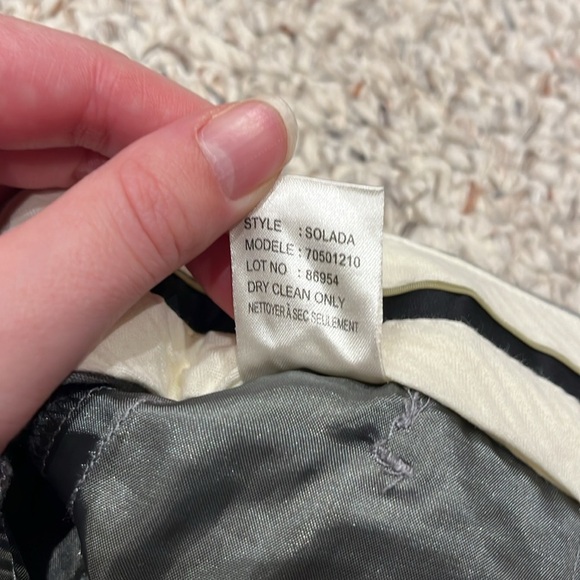 STYLE : SOLADA
MODELE : 70501210
LOT NO : 86954
DRY CLEAN ONLY
NETTOYER À SEC SEULEMENT